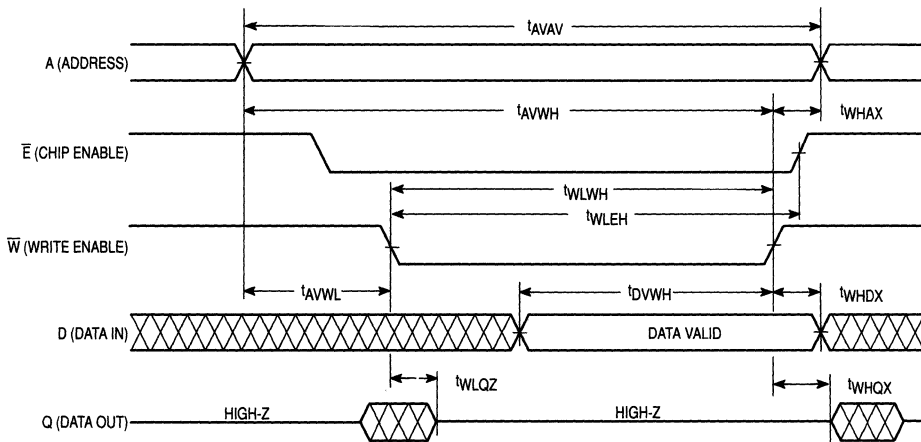 tAVAV
A (ADDRESS)
tAVWH
tWHAX
E (CHIP ENABLE)
tWLWH
tWLEH
W (WRITE ENABLE)
tAVWL
tDVWH
tWHDX
D (DATA IN)
DATA VALID
tWLQZ
tWHQX
Q (DATA OUT)
HIGH-Z
HIGH-Z